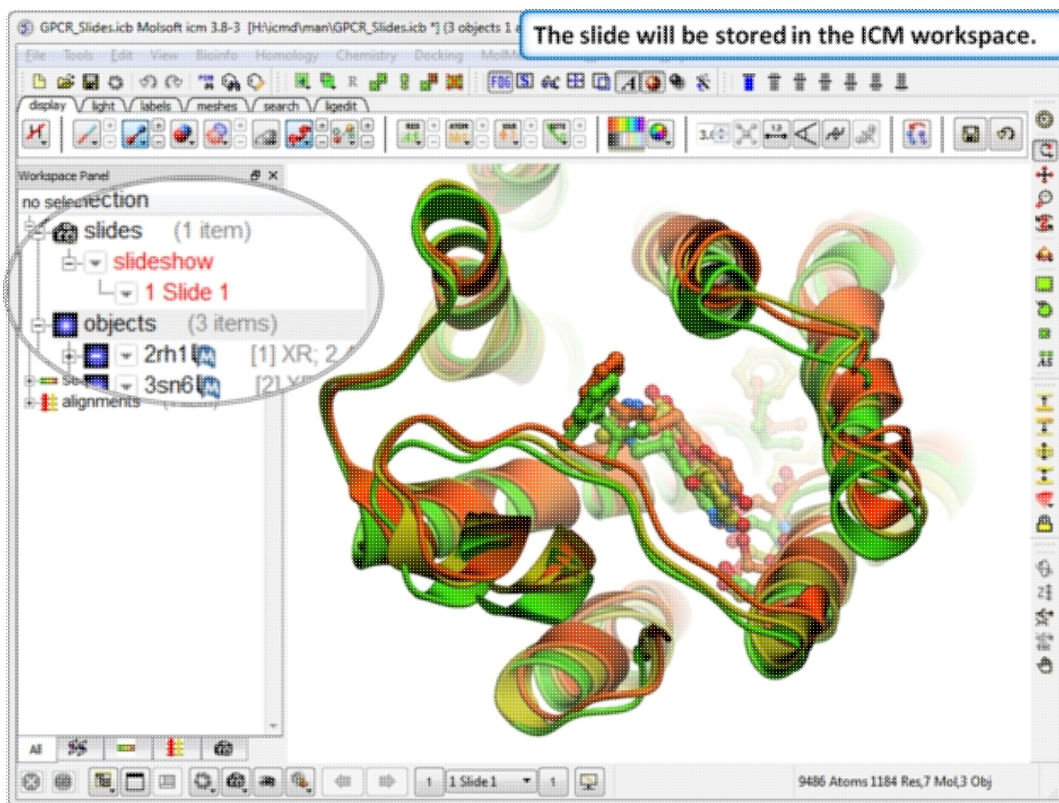 GPCR_Slides.icb Molsoft icm 3.8-3 [H:\icmd\man\GPCR_Slides.icb *] (3 objects 1
The slide will be stored in the ICM workspace.
File Tools Edit View Bioinfo Homology Chemistry Docking
display light labels meshes search ligedit
Workspace Panel
no selection
slides (1 item)
slideshow
1 Slide 1
objects (3 items)
2rh1 [1] XR; 2
3sn6 [2]
alignments
All
1 1 Slide 1 1
9486 Atoms 1184 Res,7 Mol,3 Obj